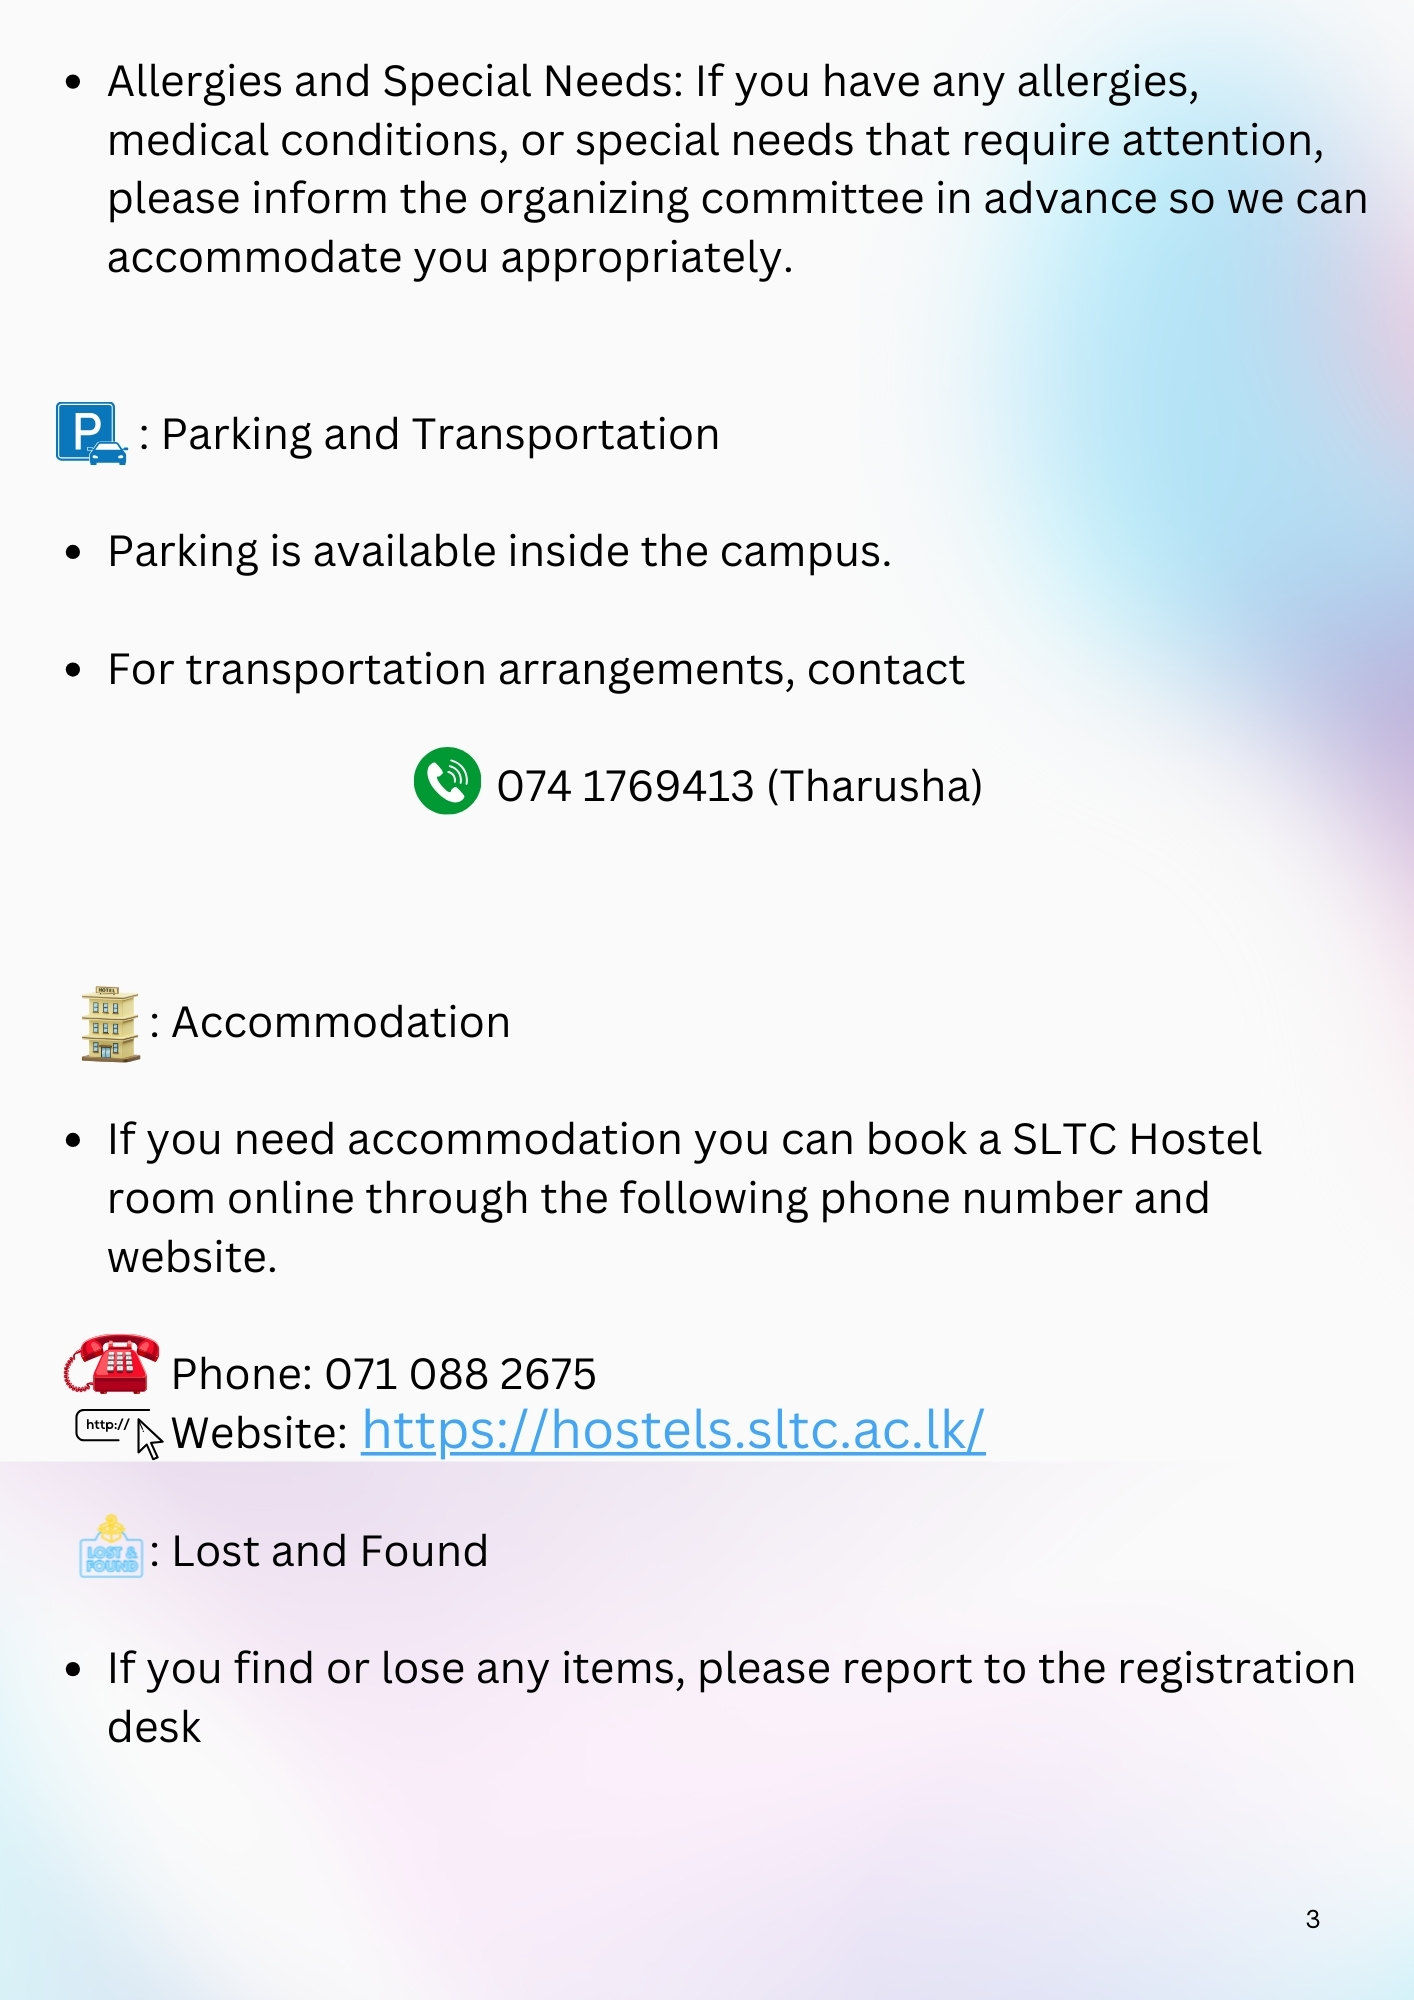 • Allergies and Special Needs: If you have any allergies,
medical conditions, or special needs that require attention,
please inform the organizing committee in advance so we can
accommodate you appropriately.
P : Parking and Transportation
• Parking is available inside the campus.
• For transportation arrangements, contact
074 1769413 (Tharusha)
HOTEL : Accommodation
• If you need accommodation you can book a SLTC Hostel
room online through the following phone number and
website.
Phone: 071 088 2675
http:// Website: https://hostels.sltc.ac.lk/
LOST &
FOUND : Lost and Found
• If you find or lose any items, please report to the registration
desk
3